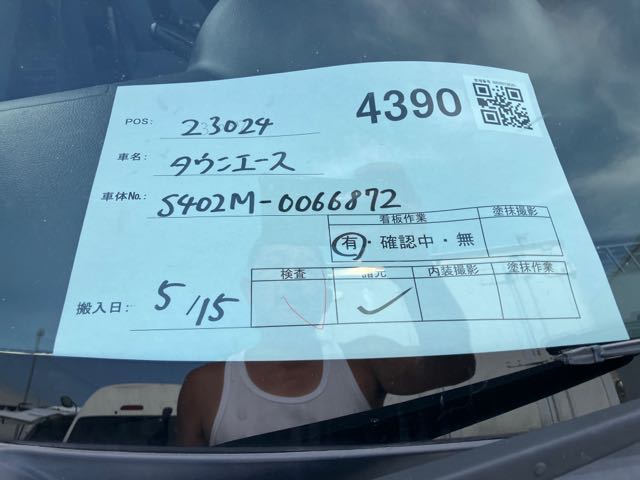 4390
POS: 23024
車名: タウンエース
車体No.: S402M-0066872
看板作業 塗抹撮影
有・確認中・無
検査 諸元 内装撮影 塗抹作業
搬入日: 5/15